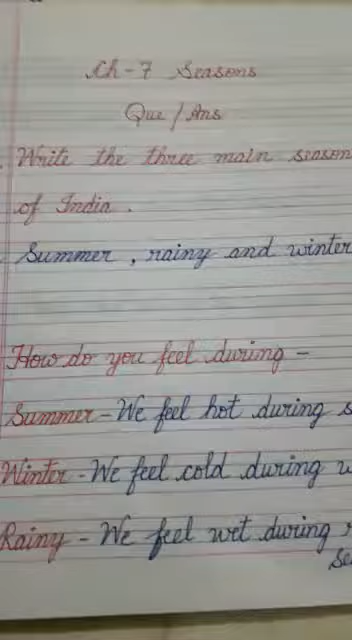 Ch-7 Seasons
Que/Ans
Write the three main season
of India.
Summer, rainy and winter
How do you feel during -
Summer - We feel hot during
Winter - We feel cold during
Rainy - We feel wet during